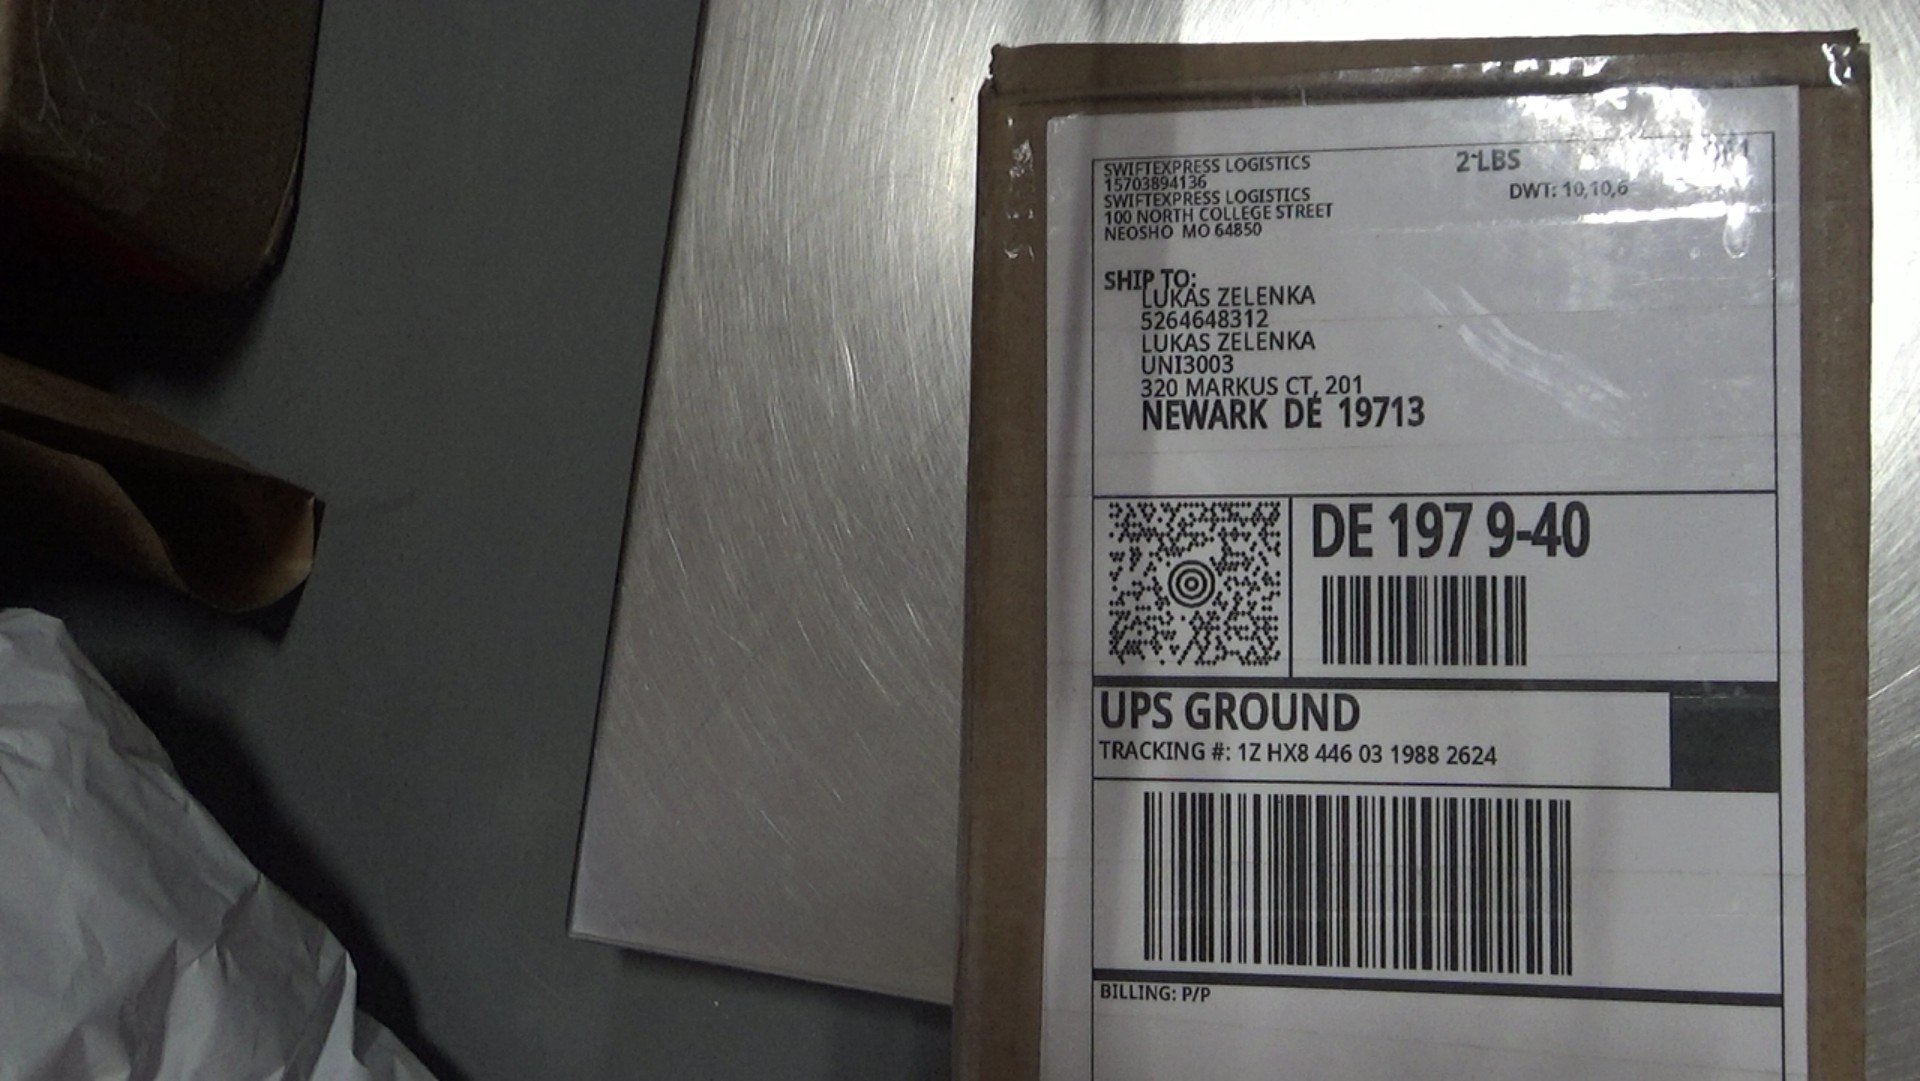 SWIFTEXPRESS LOGISTICS
15703894136
SWIFTEXPRESS LOGISTICS
100 NORTH COLLEGE STREET
NEOSHO MO 64850
2 LBS
DWT: 10,10,6
SHIP TO:
LUKAS ZELENKA
5264648312
LUKAS ZELENKA
UNI3003
320 MARKUS CT, 201
NEWARK DE 19713
DE 197 9-40
UPS GROUND
TRACKING #: 1Z HX8 446 03 1988 2624
BILLING: P/P